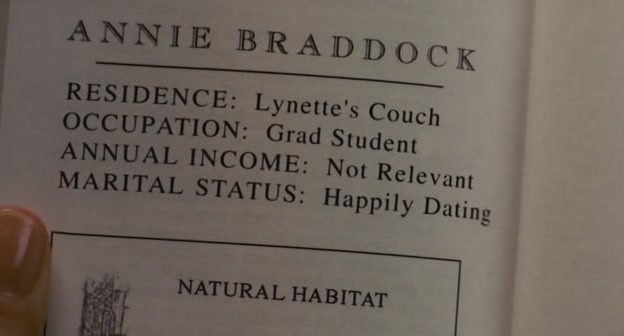 ANNIE BRADDOCK
RESIDENCE: Lynette's Couch
OCCUPATION: Grad Student
ANNUAL INCOME: Not Relevant
MARITAL STATUS: Happily Dating
NATURAL HABITAT